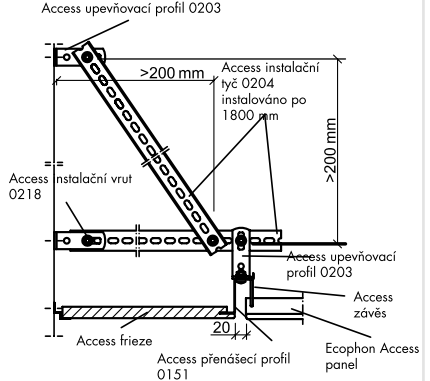 Access upevňovací profil 0203
>200 mm
Access instalační
tyč 0204
instalováno po
1800 mm
>200 mm
Access instalační vrut
0218
Access upevňovací
profil 0203
Access
závěs
20
Access frieze
Ecophon Access
panel
Access přenášecí profil
0151